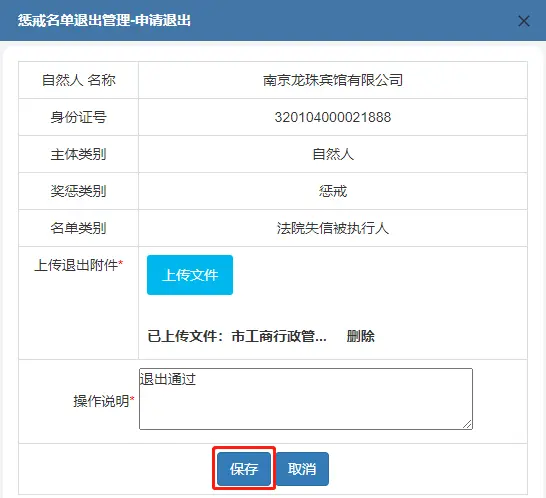 惩戒名单退出管理-申请退出
自然人 名称 南京龙珠宾馆有限公司
身份证号 320104000021888
主体类别 自然人
奖惩类别 惩戒
名单类别 法院失信被执行人
上传退出附件* 上传文件
已上传文件：市工商行政管... 删除
操作说明* 退出通过
保存 取消